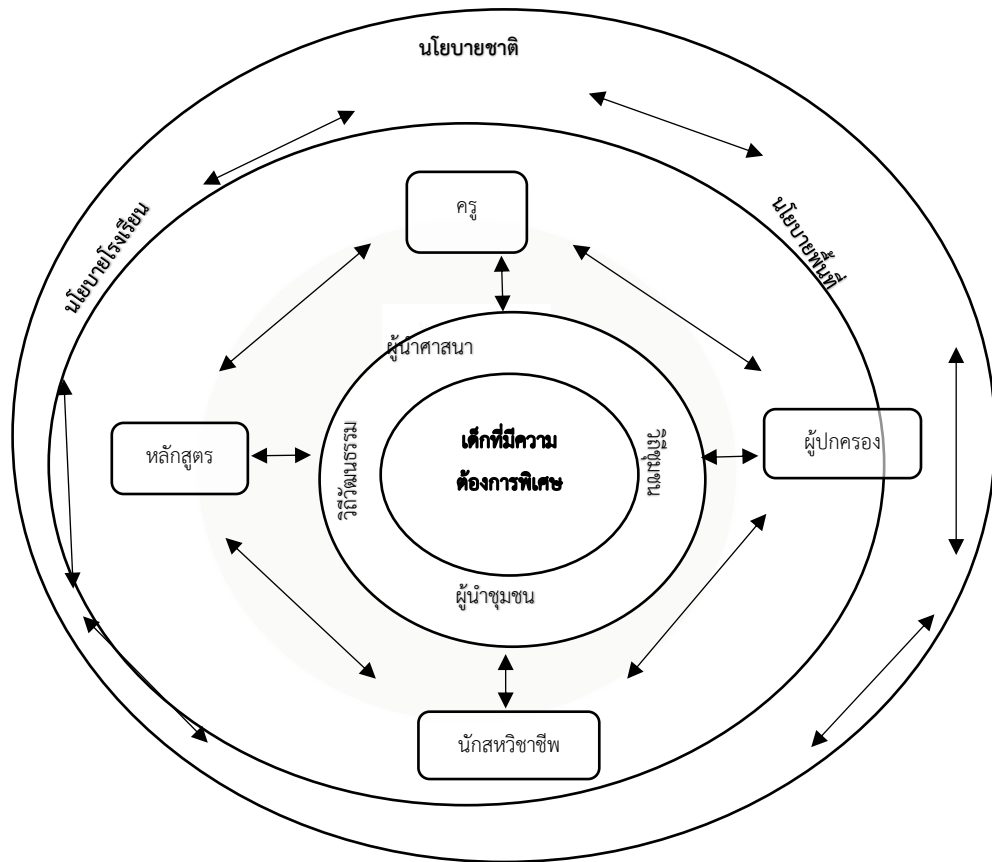 นโยบายชาติ
นโยบายโรงเรียน
นโยบายพื้นที่
ครู
ผู้นำศาสนา
หลักสูตร
วิถีวัฒนธรรม
เด็กที่มีความ
ต้องการพิเศษ
วิถีชุมชน
ผู้ปกครอง
ผู้นำชุมชน
นักสหวิชาชีพ